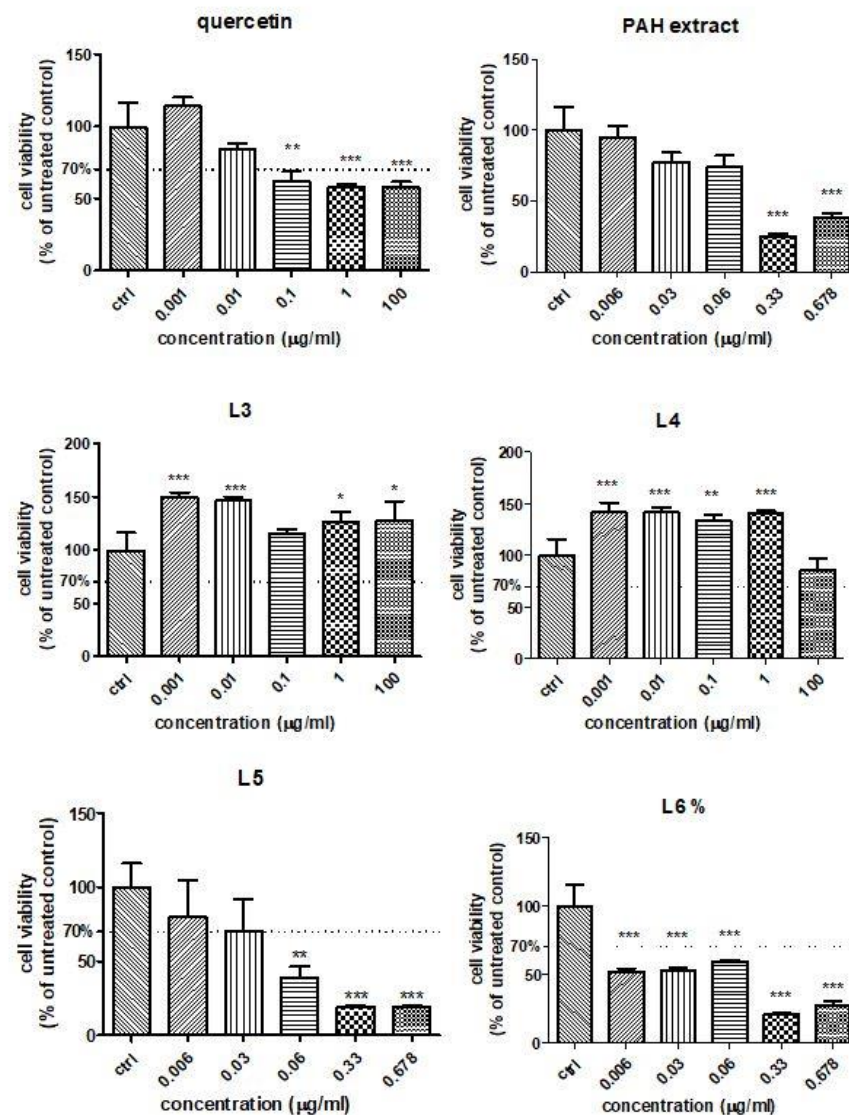 quercetin
cell viability
(% of untreated control)
150
100
70%
50
0
** *** ***
ctrl 0.001 0.01 0.1 1 100
concentration (µg/ml)
PAH extract
cell viability
(% of untreated control)
150
100
50
0
*** ***
ctrl 0.006 0.03 0.06 0.33 0.678
concentration (µg/ml)
L3
cell viability
(% of untreated control)
200
150
100
70%
50
0
*** *** * *
ctrl 0.001 0.01 0.1 1 100
concentration (µg/ml)
L4
cell viability
(% of untreated control)
200
150
100
70%
50
0
*** *** ** ***
ctrl 0.001 0.01 0.1 1 100
concentration (µg/ml)
L5
cell viability
(% of untreated control)
150
100
70%
50
0
** *** ***
ctrl 0.006 0.03 0.06 0.33 0.678
concentration (µg/ml)
L6 %
cell viability
(% of untreated control)
150
100
70%
50
0
*** *** *** *** ***
ctrl 0.006 0.03 0.06 0.33 0.678
concentration (µg/ml)